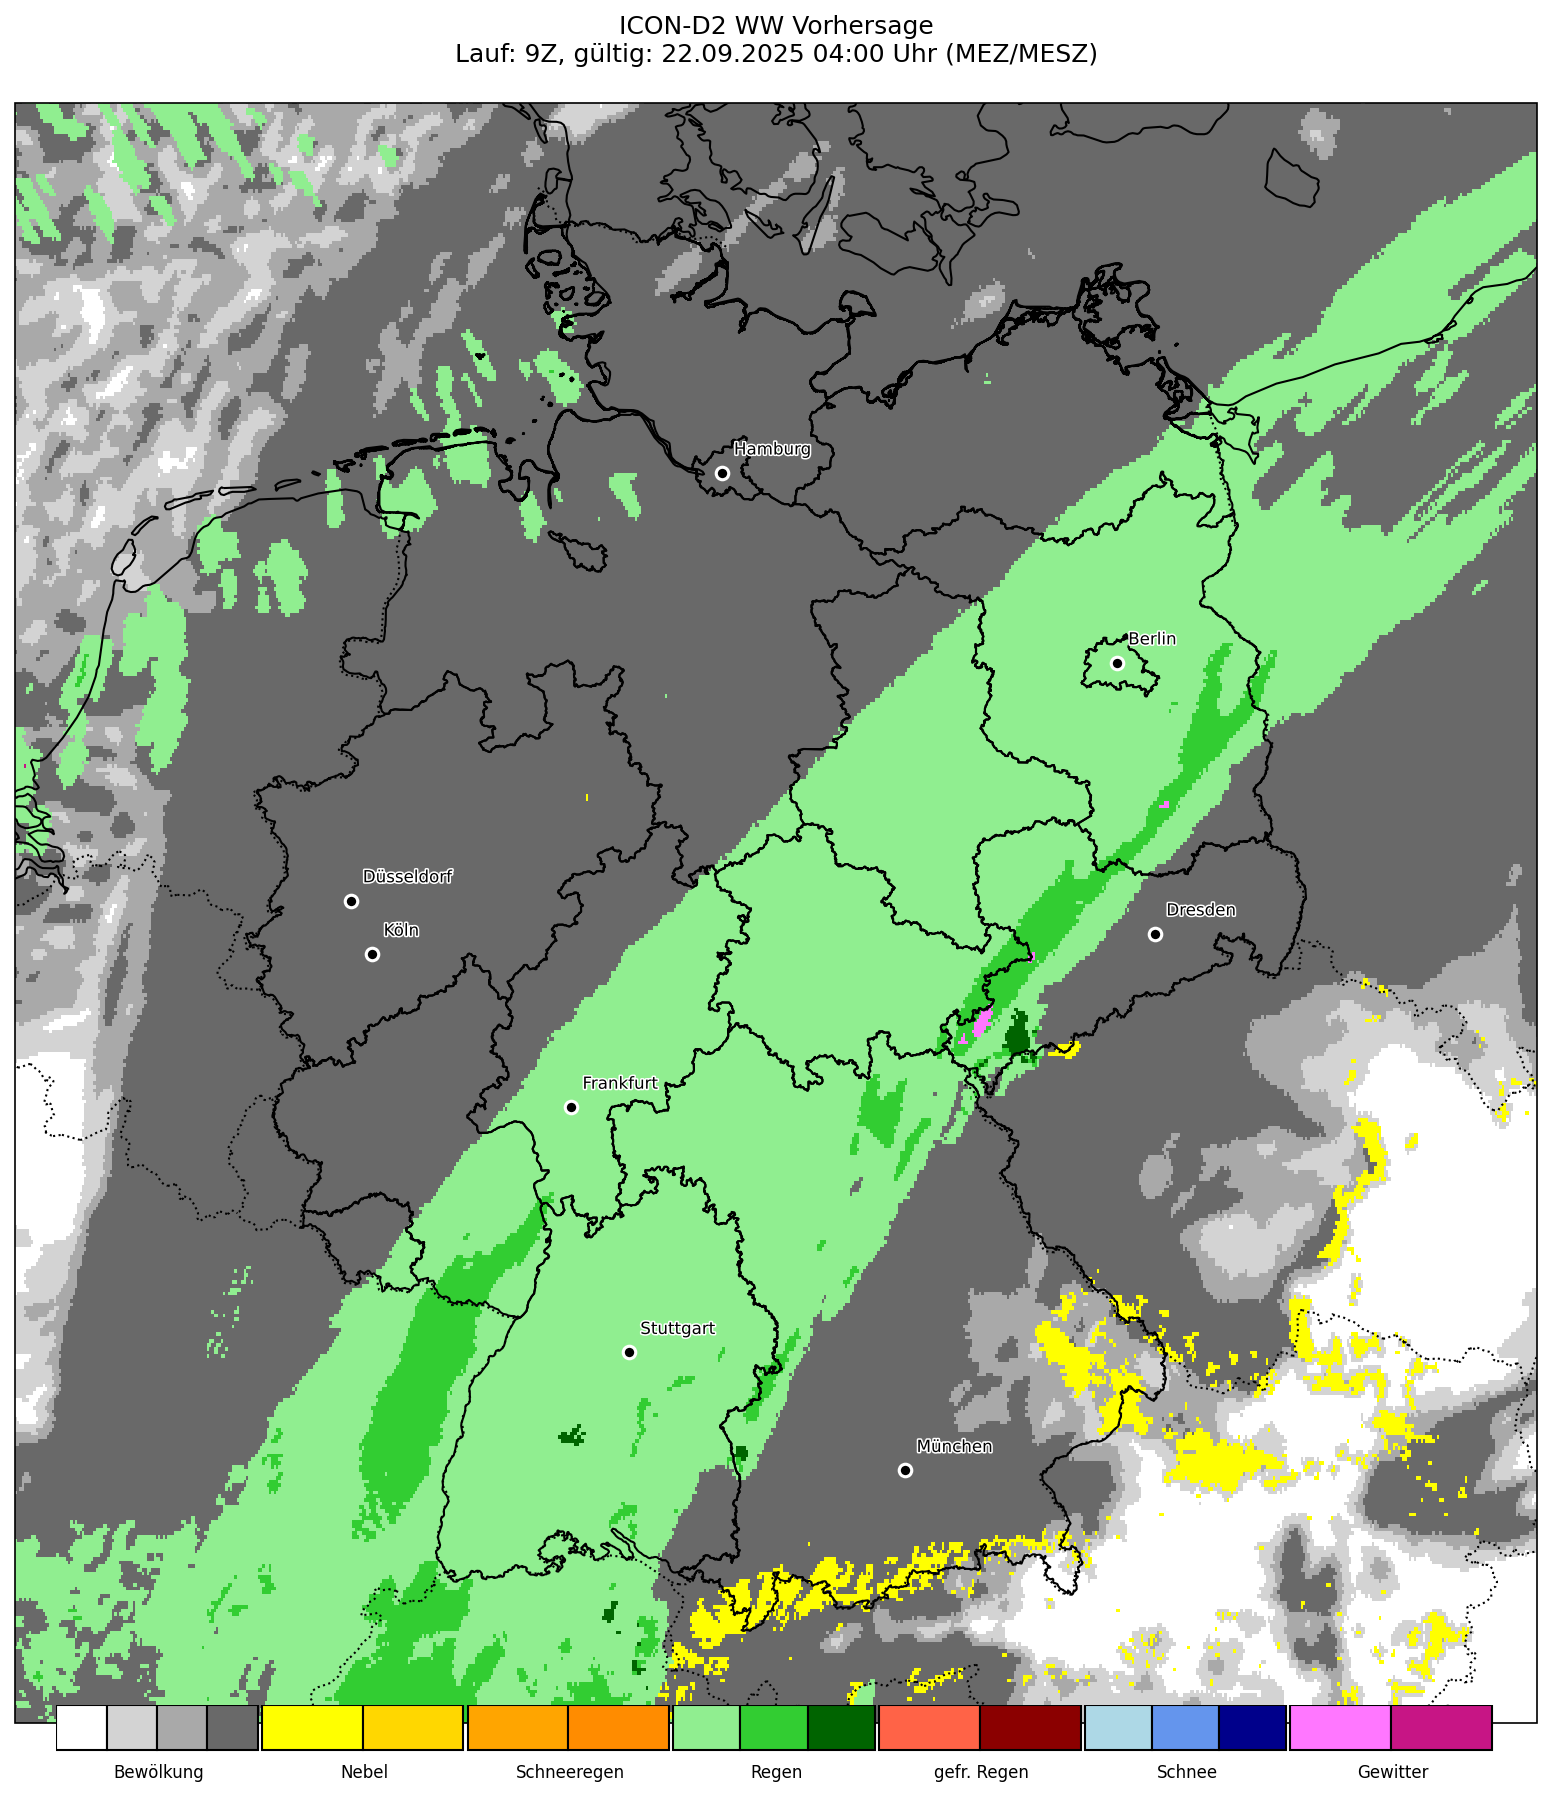 ICON-D2 WW Vorhersage
Lauf: 9Z, gültig: 22.09.2025 04:00 Uhr (MEZ/MESZ)
Hamburg
Berlin
Düsseldorf
Köln
Dresden
Frankfurt
Stuttgart
München
Bewölkung Nebel Schneeregen Regen gefr. Regen Schnee Gewitter